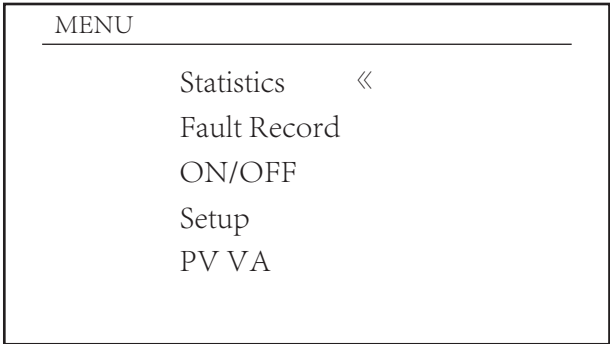 MENU
Statistics 《
Fault Record
ON/OFF
Setup
PV VA